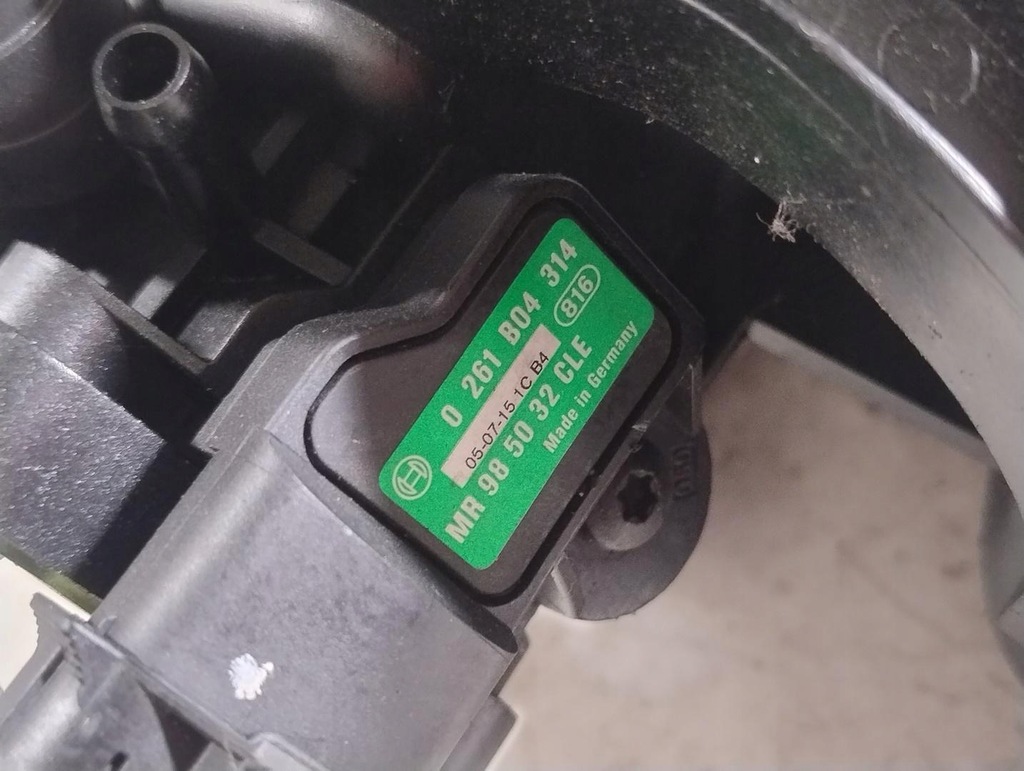 0 261 B04 314
816
05-07-15 1C B4
MR 98 50 32 CLE
Made in Germany